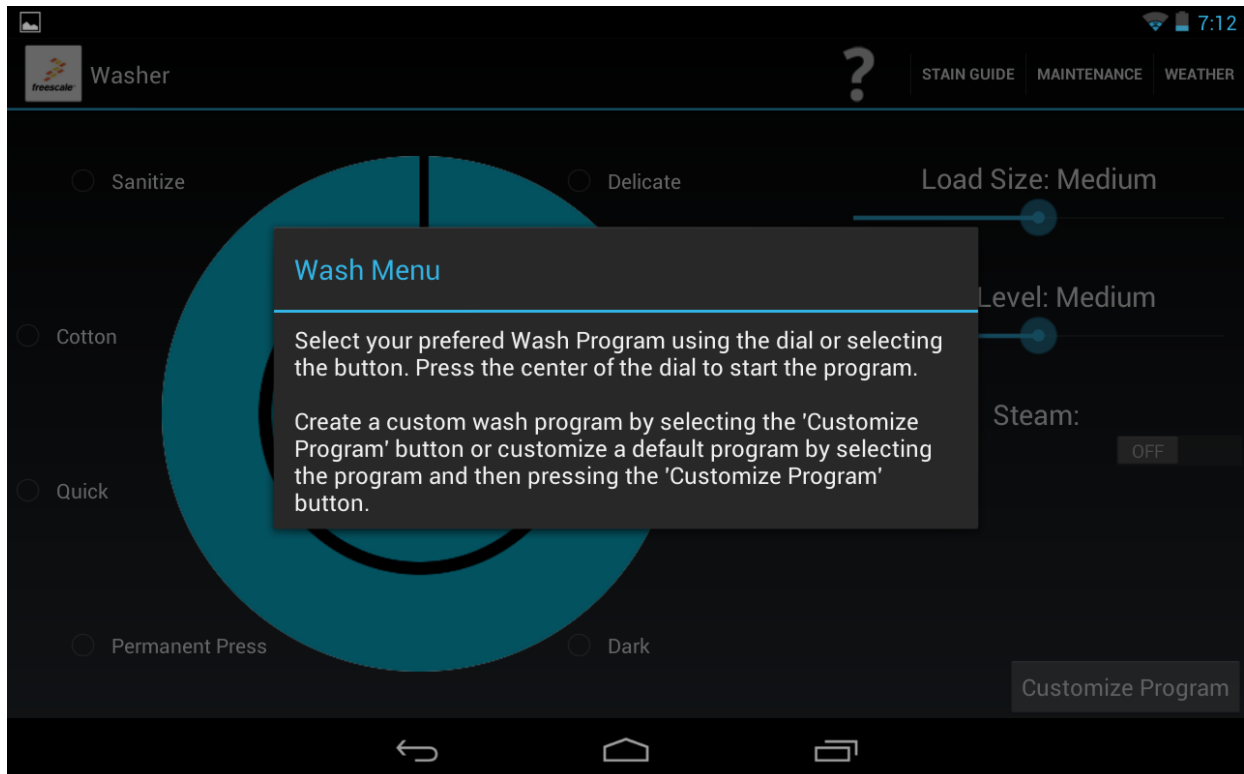 7:12
freescale
Washer
?
STAIN GUIDE
MAINTENANCE
WEATHER
Sanitize
Delicate
Load Size: Medium
Wash Menu
Level: Medium
Cotton
Select your prefered Wash Program using the dial or selecting
the button. Press the center of the dial to start the program.
Create a custom wash program by selecting the 'Customize
Program' button or customize a default program by selecting
the program and then pressing the 'Customize Program'
button.
Steam:
OFF
Quick
Permanent Press
Dark
Customize Program